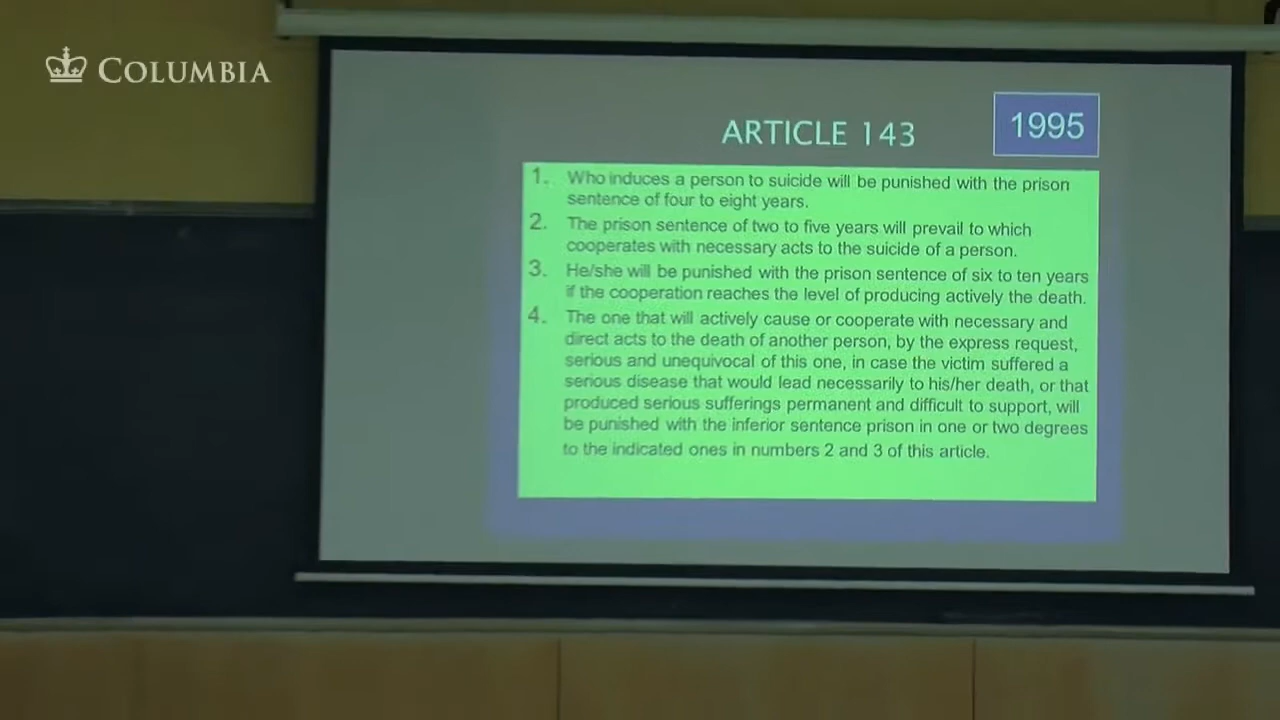 COLUMBIA
ARTICLE 143
1995
1. Who induces a person to suicide will be punished with the prison
sentence of four to eight years.
2. The prison sentence of two to five years will prevail to which
cooperates with necessary acts to the suicide of a person.
3. He/she will be punished with the prison sentence of six to ten years
if the cooperation reaches the level of producing actively the death.
4. The one that will actively cause or cooperate with necessary and
direct acts to the death of another person, by the express request,
serious and unequivocal of this one, in case the victim suffered a
serious disease that would lead necessarily to his/her death, or that
produced serious sufferings permanent and difficult to support, will
be punished with the inferior sentence prison in one or two degrees
to the indicated ones in numbers 2 and 3 of this article.